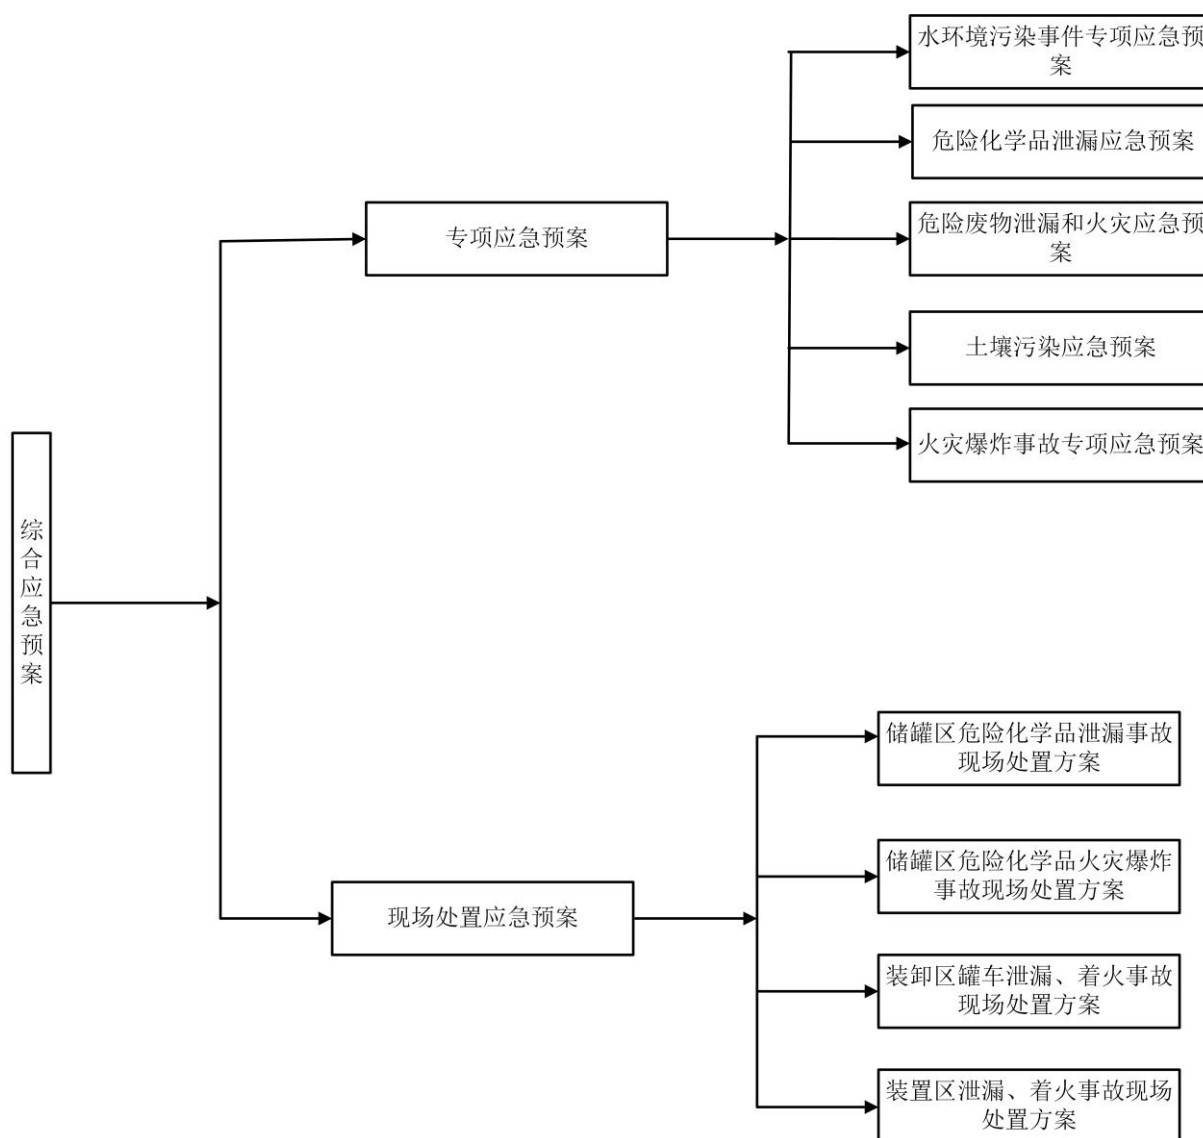 水环境污染事件专项应急预
案
危险化学品泄漏应急预案
专项应急预案
危险废物泄漏和火灾应急预
案
土壤污染应急预案
火灾爆炸事故专项应急预案
综合应急预案
储罐区危险化学品泄漏事故
现场处置方案
储罐区危险化学品火灾爆炸
事故现场处置方案
现场处置应急预案
装卸区罐车泄漏、着火事故
现场处置方案
装置区泄漏、着火事故现场
处置方案